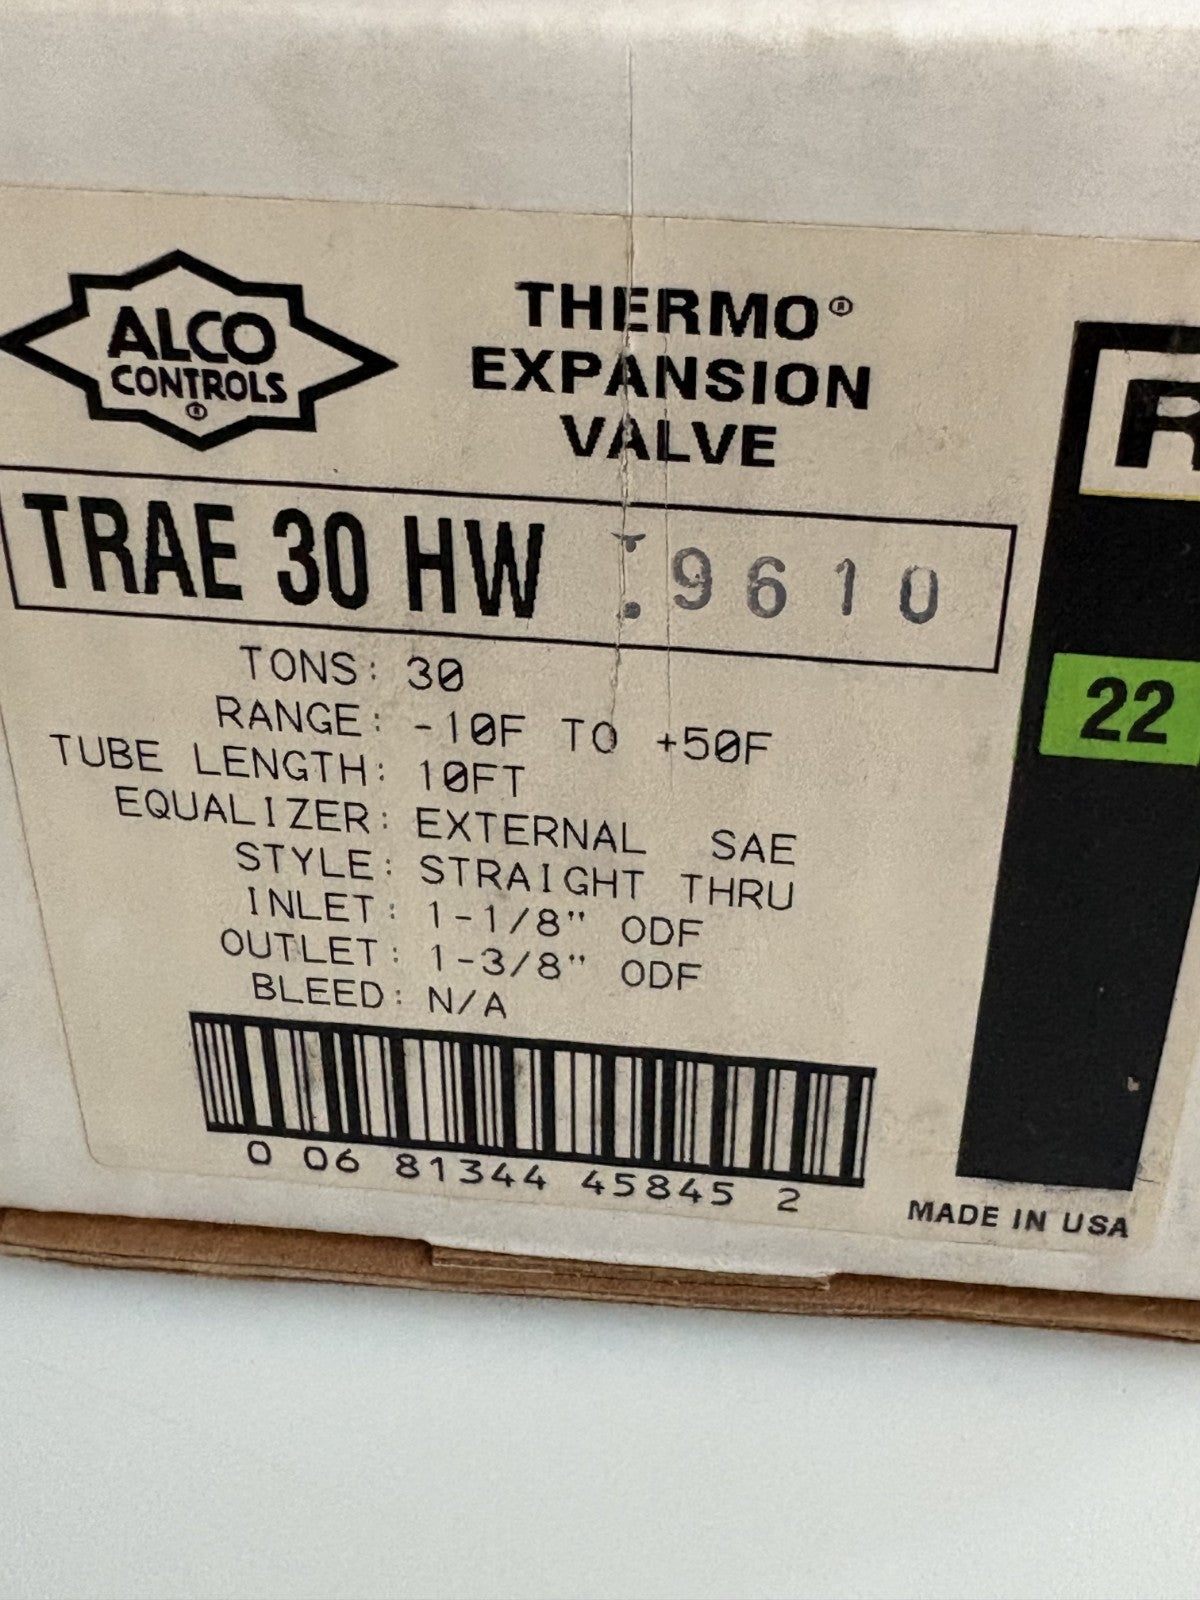 ALCO
CONTROLS
®
THERMO®
EXPANSION
VALVE
R
TRAE 30 HW 9610
22
TONS: 30
RANGE: -10F TO +50F
TUBE LENGTH: 10FT
EQUALIZER: EXTERNAL SAE
STYLE: STRAIGHT THRU
INLET: 1-1/8" ODF
OUTLET: 1-3/8" ODF
BLEED: N/A
0 06 81344 45845 2
MADE IN USA